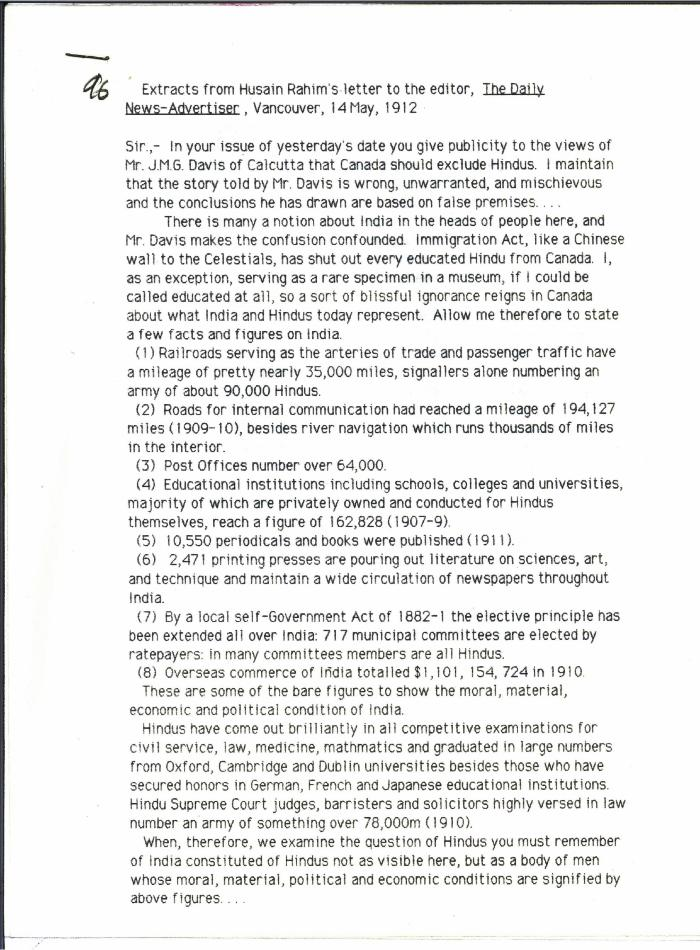 96
Extracts from Husain Rahim's letter to the editor, The Daily
News-Advertiser , Vancouver, 14 May, 1912
Sir.,- In your issue of yesterday's date you give publicity to the views of
Mr. J.M.G. Davis of Calcutta that Canada should exclude Hindus. I maintain
that the story told by Mr. Davis is wrong, unwarranted, and mischievous
and the conclusions he has drawn are based on false premises. . . .
There is many a notion about India in the heads of people here, and
Mr. Davis makes the confusion confounded. Immigration Act, like a Chinese
wall to the Celestials, has shut out every educated Hindu from Canada. I,
as an exception, serving as a rare specimen in a museum, if I could be
called educated at all, so a sort of blissful ignorance reigns in Canada
about what India and Hindus today represent. Allow me therefore to state
a few facts and figures on India.
(1) Railroads serving as the arteries of trade and passenger traffic have
a mileage of pretty nearly 35,000 miles, signallers alone numbering an
army of about 90,000 Hindus.
(2) Roads for internal communication had reached a mileage of 194,127
miles (1909-10), besides river navigation which runs thousands of miles
in the interior.
(3) Post Offices number over 64,000.
(4) Educational institutions including schools, colleges and universities,
majority of which are privately owned and conducted for Hindus
themselves, reach a figure of 162,828 (1907-9).
(5) 10,550 periodicals and books were published (1911).
(6) 2,471 printing presses are pouring out literature on sciences, art,
and technique and maintain a wide circulation of newspapers throughout
India.
(7) By a local self-Government Act of 1882-1 the elective principle has
been extended all over India: 717 municipal committees are elected by
ratepayers: in many committees members are all Hindus.
(8) Overseas commerce of India totalled $1,101, 154, 724 in 1910.
These are some of the bare figures to show the moral, material,
economic and political condition of India.
Hindus have come out brilliantly in all competitive examinations for
civil service, law, medicine, mathmatics and graduated in large numbers
from Oxford, Cambridge and Dublin universities besides those who have
secured honors in German, French and Japanese educational institutions.
Hindu Supreme Court judges, barristers and solicitors highly versed in law
number an army of something over 78,000m (1910).
When, therefore, we examine the question of Hindus you must remember
of India constituted of Hindus not as visible here, but as a body of men
whose moral, material, political and economic conditions are signified by
above figures. . . .